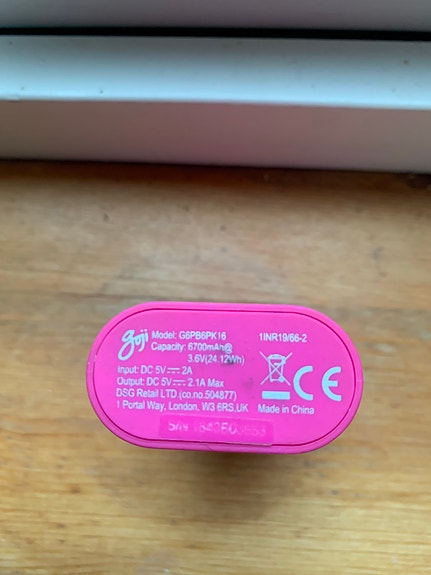 goji
Model: G6PB6PK16
Capacity: 6700mAh@
3.6V(24.12Wh)
Input: DC 5V⎓2A
Output: DC 5V⎓2.1A Max
DSG Retail LTD (co.no.504877)
1 Portal Way, London, W3 6RS,UK
1INR19/66-2
CE
Made in China
S/N